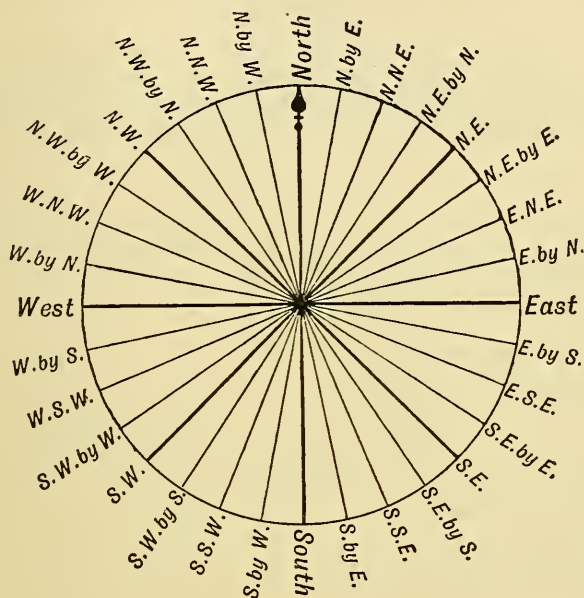 North
N.by E.
N.N.E.
N.E.by N.
N.E.
N.E.by E.
E.N.E.
E.by N.
East
E.by S.
E.S.E.
S.E.by E.
S.E.
S.E.by S.
S.S.E.
S.by E.
South
S.by W.
S.S.W.
S.W.by S.
S.W.
S.W.by W.
W.S.W.
W.by S.
West
W.by N.
W.N.W.
N.W.by W.
N.W.
N.W.by N.
N.N.W.
N.by W.